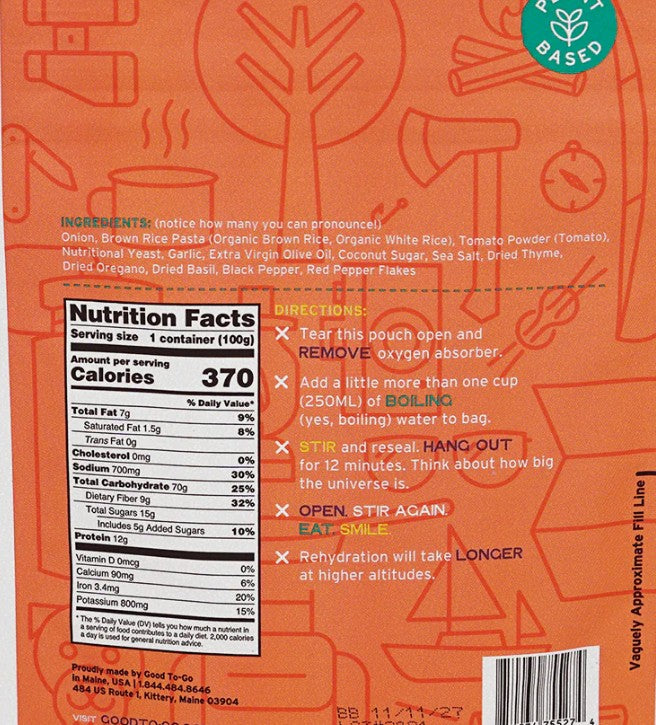 PLANT
BASED
INGREDIENTS: (notice how many you can pronounce!)
Onion, Brown Rice Pasta (Organic Brown Rice, Organic White Rice), Tomato Powder (Tomato),
Nutritional Yeast, Garlic, Extra Virgin Olive Oil, Coconut Sugar, Sea Salt, Dried Thyme,
Dried Oregano, Dried Basil, Black Pepper, Red Pepper Flakes
Nutrition Facts
Serving size 1 container (100g)
Amount per serving
Calories 370
% Daily Value*
Total Fat 7g 9%
Saturated Fat 1.5g 8%
Trans Fat 0g
Cholesterol 0mg 0%
Sodium 700mg 30%
Total Carbohydrate 70g 25%
Dietary Fiber 9g 32%
Total Sugars 15g
Includes 5g Added Sugars 10%
Protein 12g
Vitamin D 0mcg 0%
Calcium 90mg 6%
Iron 3.4mg 20%
Potassium 800mg 15%
* The % Daily Value (DV) tells you how much a nutrient in
a serving of food contributes to a daily diet. 2,000 calories
a day is used for general nutrition advice.
Proudly made by Good To-Go
in Maine, USA | 1.844.484.8646
484 US Route 1, Kittery, Maine 03904
VISIT
DIRECTIONS:
✕ Tear this pouch open and
REMOVE oxygen absorber.
✕ Add a little more than one cup
(250ML) of BOILING
(yes, boiling) water to bag.
✕ STIR and reseal. HANG OUT
for 12 minutes. Think about how big
the universe is.
✕ OPEN. STIR AGAIN.
EAT. SMILE.
✕ Rehydration will take LONGER
at higher altitudes.
Vaguely Approximate Fill Line
BB 11/11/27